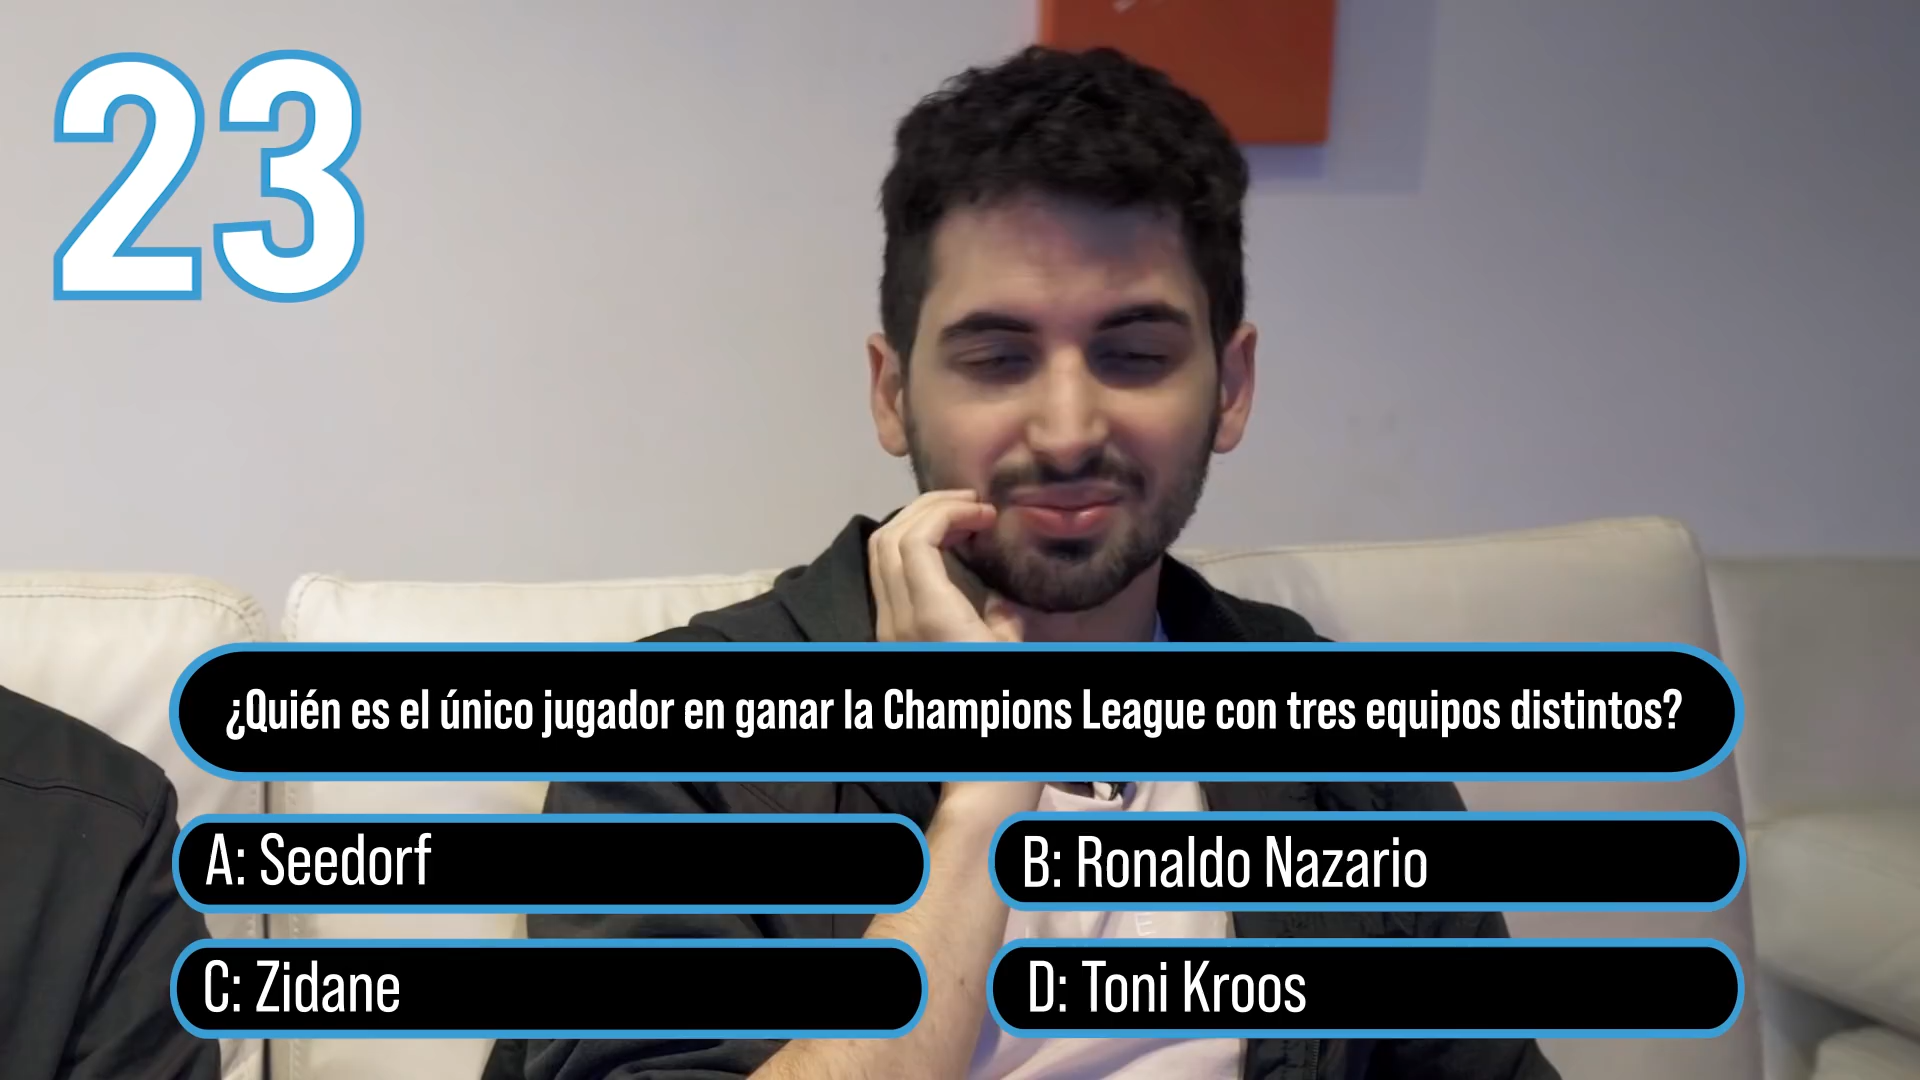 23
¿Quién es el único jugador en ganar la Champions League con tres equipos distintos?
A: Seedorf
B: Ronaldo Nazario
C: Zidane
D: Toni Kroos